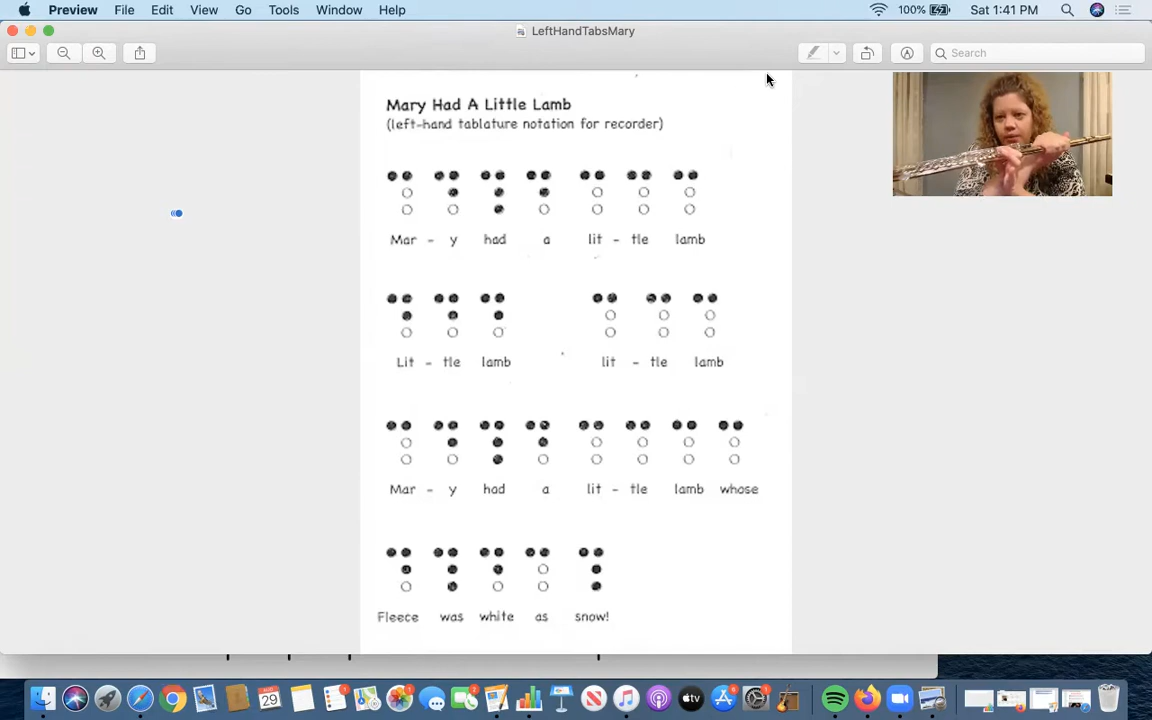 Preview File Edit View Go Tools Window Help 100% Sat 1:41 PM
LeftHandTabsMary
Search
Mary Had A Little Lamb
(left-hand tablature notation for recorder)
Mar - y had a lit - tle lamb
Lit - tle lamb lit - tle lamb
Mar - y had a lit - tle lamb whose
Fleece was white as snow!
29
tv